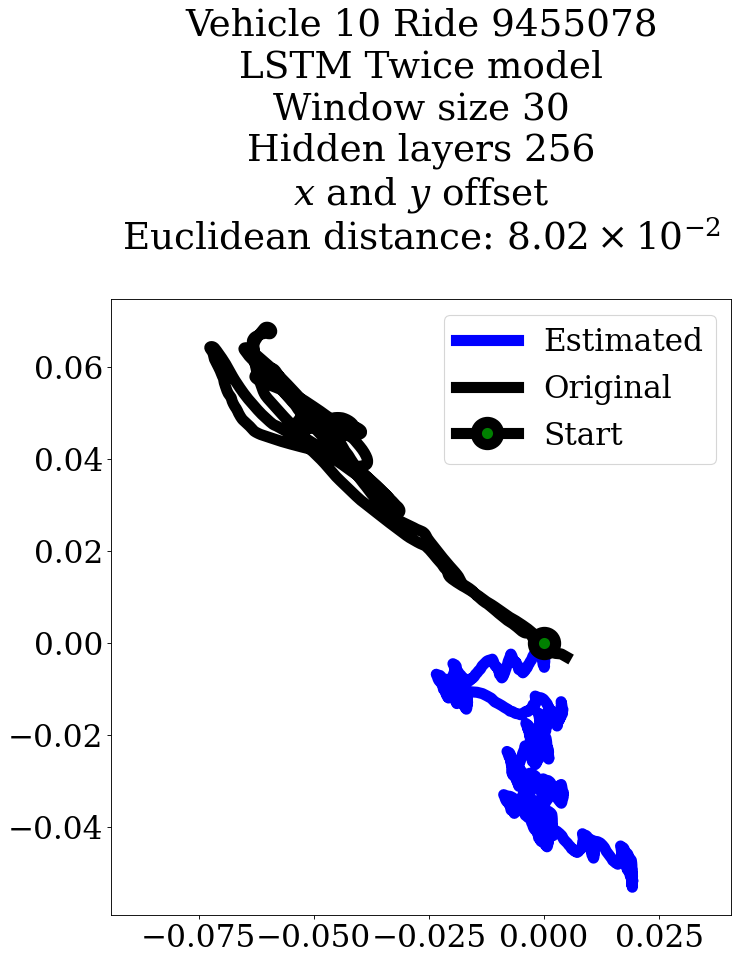 Vehicle 10 Ride 9455078
LSTM Twice model
Window size 30
Hidden layers 256
x and y offset
Euclidean distance: 8.02 × 10⁻²
Estimated
Original
Start
0.06
0.04
0.02
0.00
−0.02
−0.04
−0.075 −0.050 −0.025 0.000 0.025